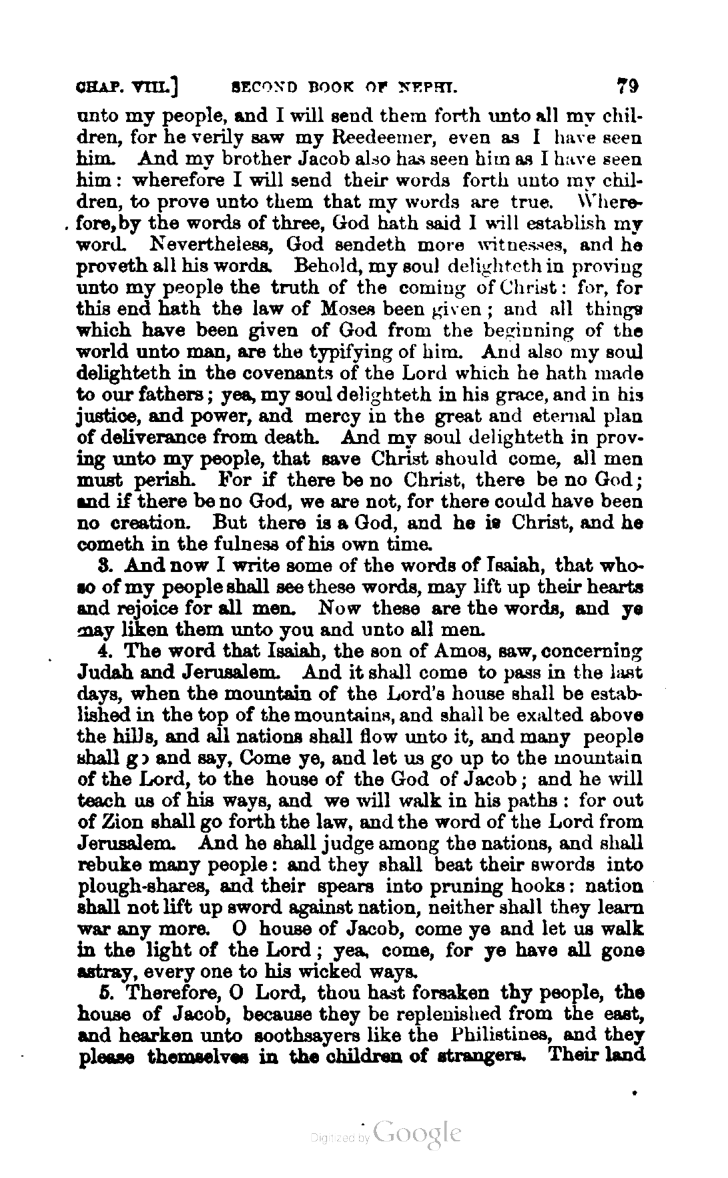 CHAP. VIII.] SECOND BOOK OF NEPHI. 79
unto my people, and I will send them forth unto all my chil-
dren, for he verily saw my Reedeemer, even as I have seen
him. And my brother Jacob also has seen him as I have seen
him: wherefore I will send their words forth unto my chil-
dren, to prove unto them that my words are true. Where-
fore, by the words of three, God hath said I will establish my
word. Nevertheless, God sendeth more witnesses, and he
proveth all his words. Behold, my soul delighteth in proving
unto my people the truth of the coming of Christ: for, for
this end hath the law of Moses been given; and all things
which have been given of God from the beginning of the
world unto man, are the typifying of him. And also my soul
delighteth in the covenants of the Lord which he hath made
to our fathers; yea, my soul delighteth in his grace, and in his
justice, and power, and mercy in the great and eternal plan
of deliverance from death. And my soul delighteth in prov-
ing unto my people, that save Christ should come, all men
must perish. For if there be no Christ, there be no God;
and if there be no God, we are not, for there could have been
no creation. But there is a God, and he is Christ, and he
cometh in the fulness of his own time.
3. And now I write some of the words of Isaiah, that who-
so of my people shall see these words, may lift up their hearts
and rejoice for all men. Now these are the words, and ye
may liken them unto you and unto all men.
4. The word that Isaiah, the son of Amos, saw, concerning
Judah and Jerusalem. And it shall come to pass in the last
days, when the mountain of the Lord's house shall be estab-
lished in the top of the mountains, and shall be exalted above
the hills, and all nations shall flow unto it, and many people
shall go and say, Come ye, and let us go up to the mountain
of the Lord, to the house of the God of Jacob; and he will
teach us of his ways, and we will walk in his paths: for out
of Zion shall go forth the law, and the word of the Lord from
Jerusalem. And he shall judge among the nations, and shall
rebuke many people: and they shall beat their swords into
plough-shares, and their spears into pruning hooks: nation
shall not lift up sword against nation, neither shall they learn
war any more. O house of Jacob, come ye and let us walk
in the light of the Lord; yea, come, for ye have all gone
astray, every one to his wicked ways.
5. Therefore, O Lord, thou hast forsaken thy people, the
house of Jacob, because they be replenished from the east,
and hearken unto soothsayers like the Philistines, and they
please themselves in the children of strangers. Their land
Digitized by Google